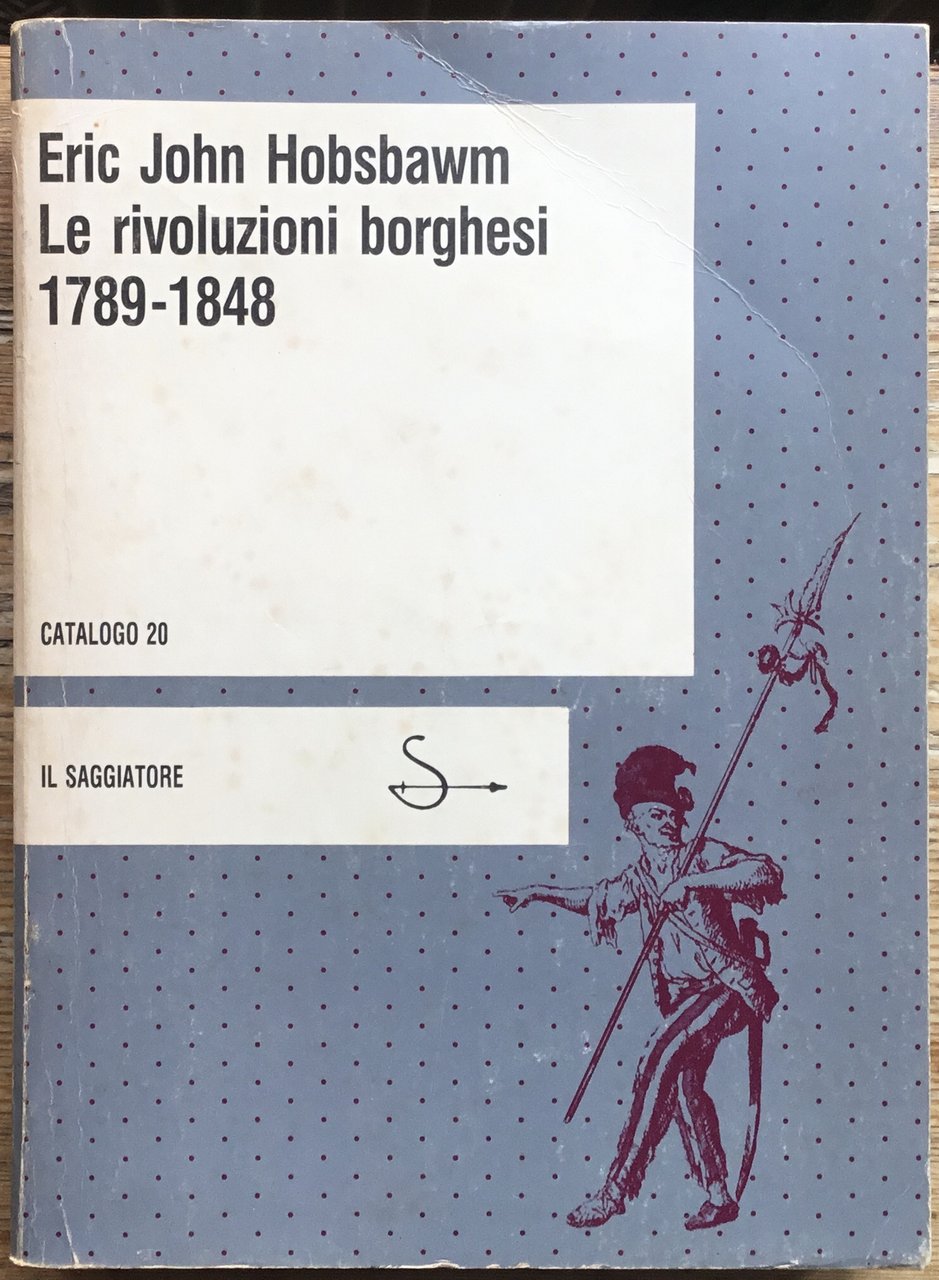 Eric John Hobsbawm
Le rivoluzioni borghesi
1789-1848
CATALOGO 20
IL SAGGIATORE